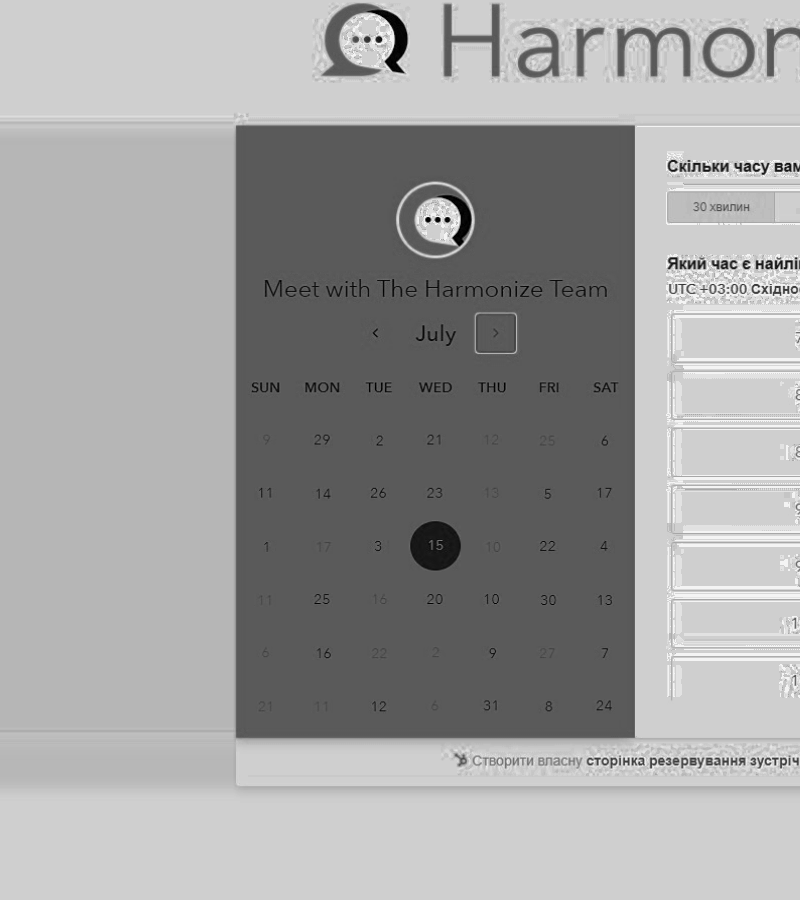 Harmon
Meet with The Harmonize Team
July
SUN MON TUE WED THU FRI SAT
9 29 2 21 12 25 6
11 14 26 23 13 5 17
1 17 3 15 10 22 4
11 25 16 20 10 30 13
6 16 22 2 9 27 7
21 11 12 6 31 8 24
Скільки часу вам
30 хвилин
Який час є найлі
UTC +03:00 Східно
8
8
9
9
1
1
Створити власну сторінка резервування зустріч